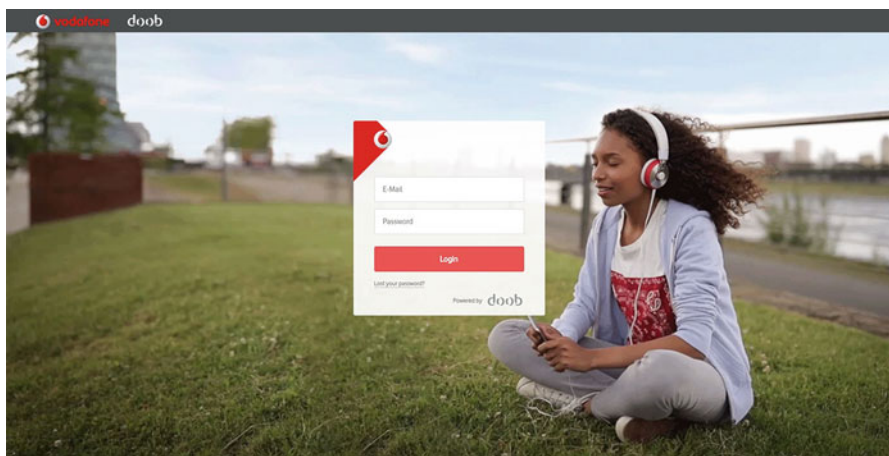 vodafone doob
E-Mail
Password
Login
Lost your password?
Powered by doob